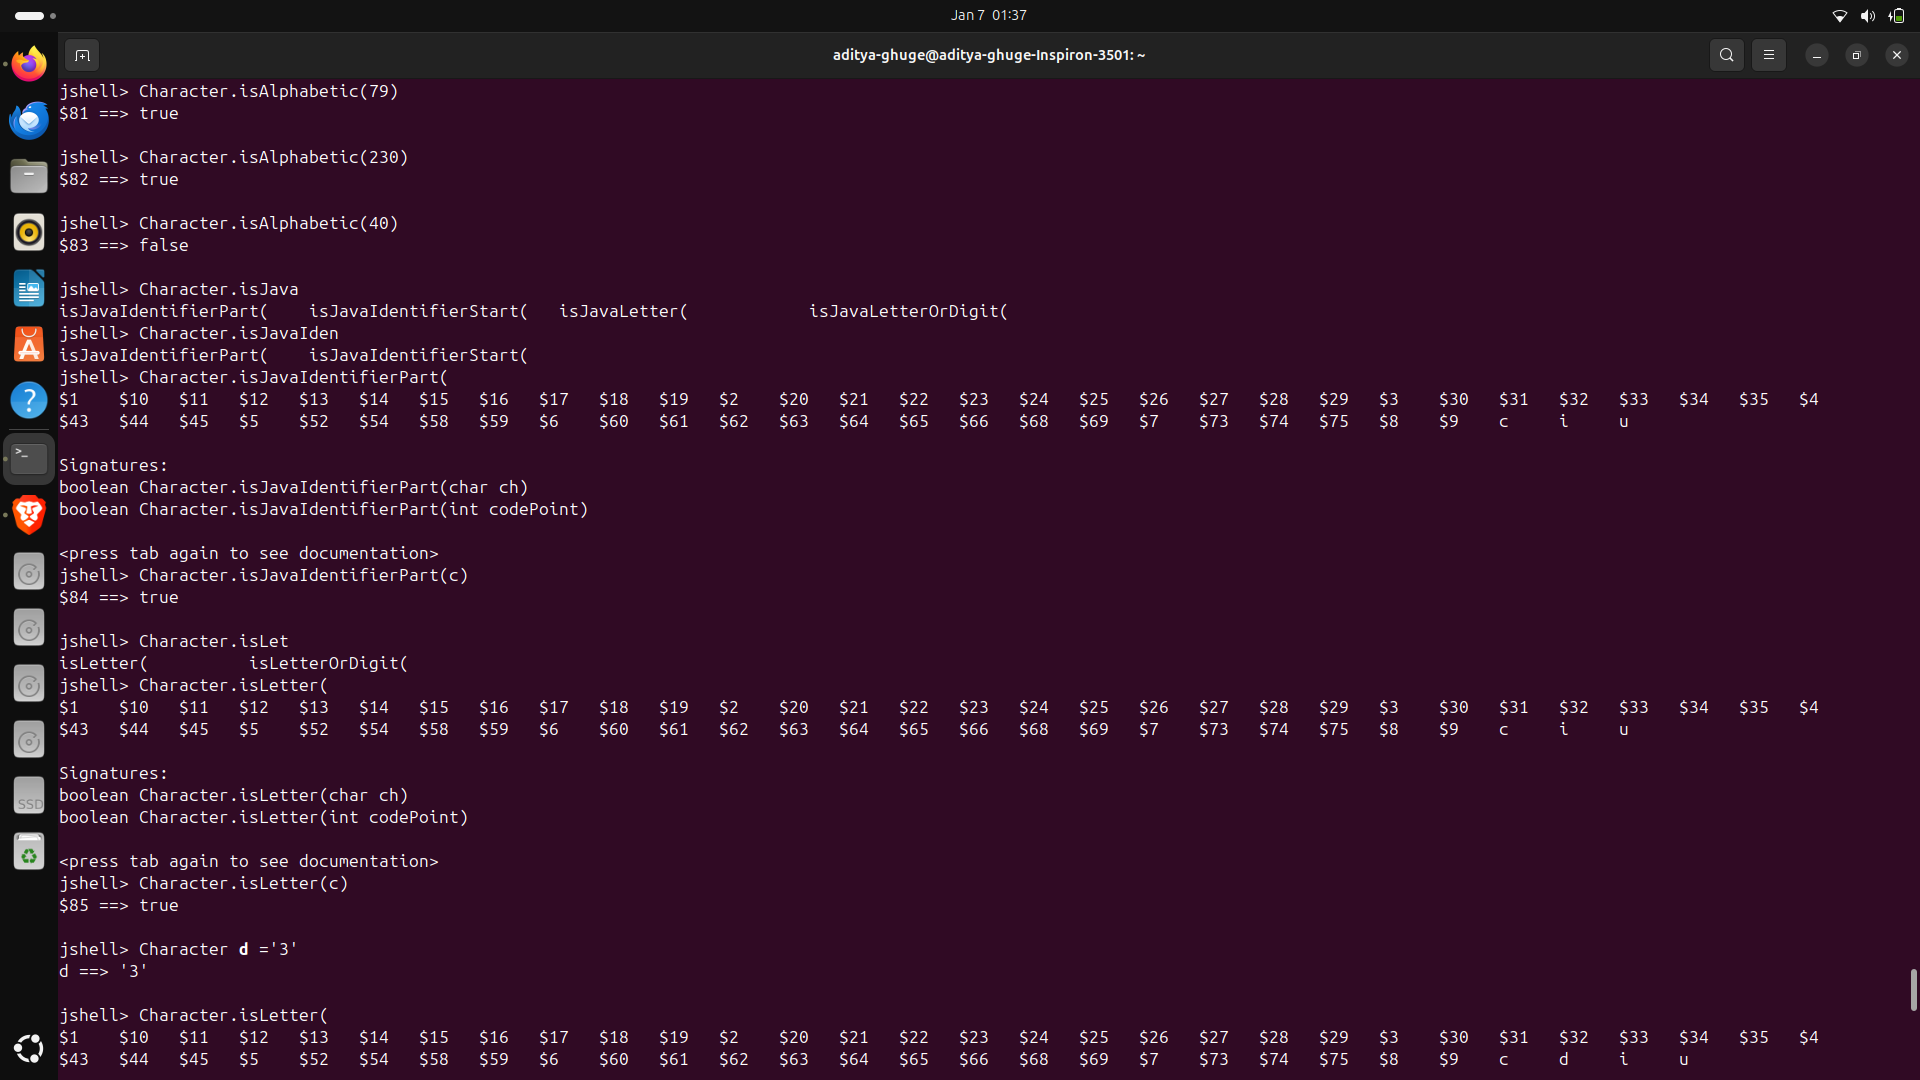 Jan 7 01:37
aditya-ghuge@aditya-ghuge-Inspiron-3501: ~
jshell> Character.isAlphabetic(79)
$81 ==> true
jshell> Character.isAlphabetic(230)
$82 ==> true
jshell> Character.isAlphabetic(40)
$83 ==> false
jshell> Character.isJava
isJavaIdentifierPart(    isJavaIdentifierStart(   isJavaLetter(            isJavaLetterOrDigit(
jshell> Character.isJavaIden
isJavaIdentifierPart(    isJavaIdentifierStart(
jshell> Character.isJavaIdentifierPart(
$1    $10   $11   $12   $13   $14   $15   $16   $17   $18   $19   $2    $20   $21   $22   $23   $24   $25   $26   $27   $28   $29   $3    $30   $31   $32   $33   $34   $35   $4
$43   $44   $45   $5    $52   $54   $58   $59   $6    $60   $61   $62   $63   $64   $65   $66   $68   $69   $7    $73   $74   $75   $8    $9    c     i     u
Signatures:
boolean Character.isJavaIdentifierPart(char ch)
boolean Character.isJavaIdentifierPart(int codePoint)
<press tab again to see documentation>
jshell> Character.isJavaIdentifierPart(c)
$84 ==> true
jshell> Character.isLet
isLetter(          isLetterOrDigit(
jshell> Character.isLetter(
$1    $10   $11   $12   $13   $14   $15   $16   $17   $18   $19   $2    $20   $21   $22   $23   $24   $25   $26   $27   $28   $29   $3    $30   $31   $32   $33   $34   $35   $4
$43   $44   $45   $5    $52   $54   $58   $59   $6    $60   $61   $62   $63   $64   $65   $66   $68   $69   $7    $73   $74   $75   $8    $9    c     i     u
Signatures:
boolean Character.isLetter(char ch)
boolean Character.isLetter(int codePoint)
<press tab again to see documentation>
jshell> Character.isLetter(c)
$85 ==> true
jshell> Character d ='3'
d ==> '3'
jshell> Character.isLetter(
$1    $10   $11   $12   $13   $14   $15   $16   $17   $18   $19   $2    $20   $21   $22   $23   $24   $25   $26   $27   $28   $29   $3    $30   $31   $32   $33   $34   $35   $4
$43   $44   $45   $5    $52   $54   $58   $59   $6    $60   $61   $62   $63   $64   $65   $66   $68   $69   $7    $73   $74   $75   $8    $9    c     d     i     u
SSD